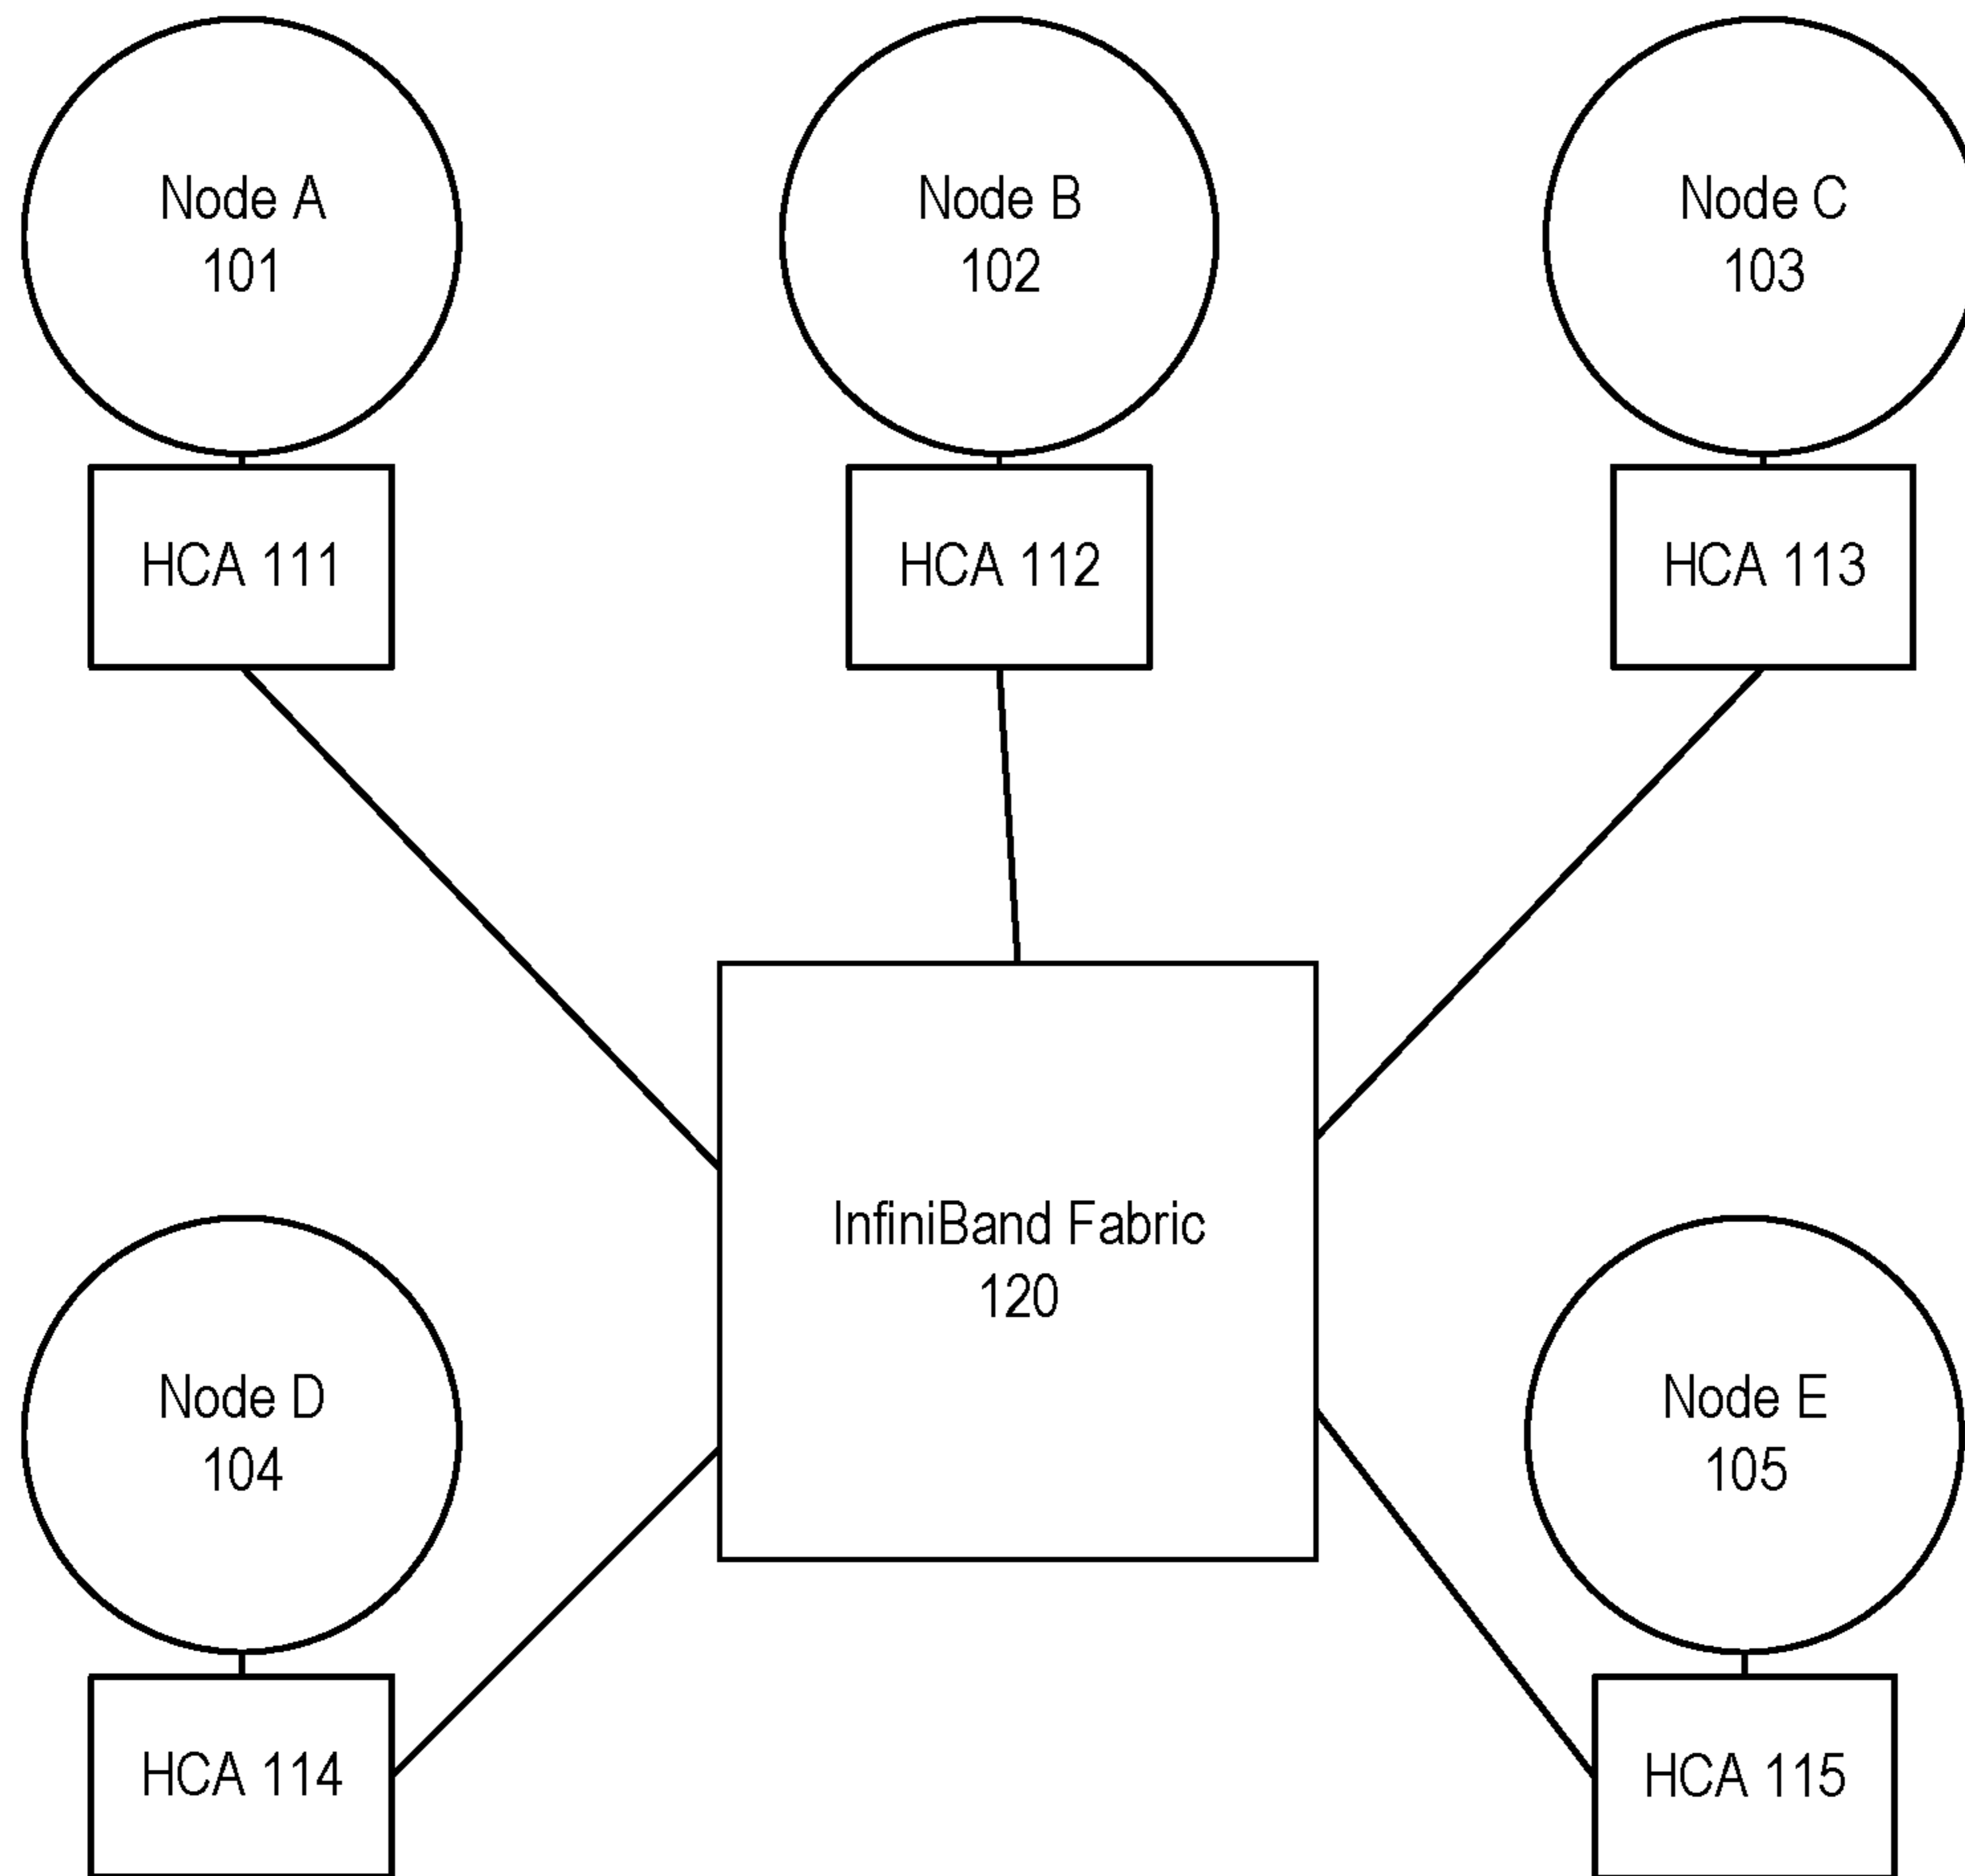 Node A
101
Node B
102
Node C
103
HCA 111
HCA 112
HCA 113
InfiniBand Fabric
120
Node D
104
Node E
105
HCA 114
HCA 115